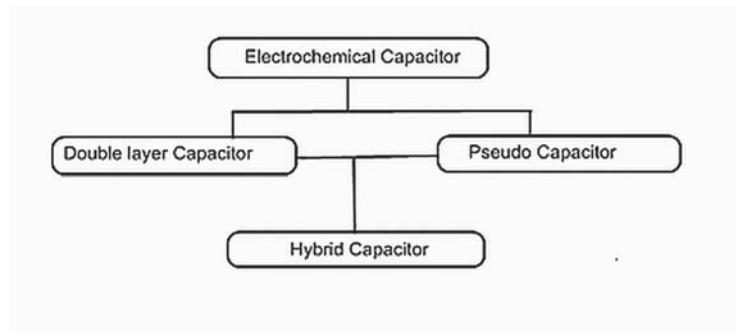 Electrochemical Capacitor
Double layer Capacitor
Pseudo Capacitor
Hybrid Capacitor